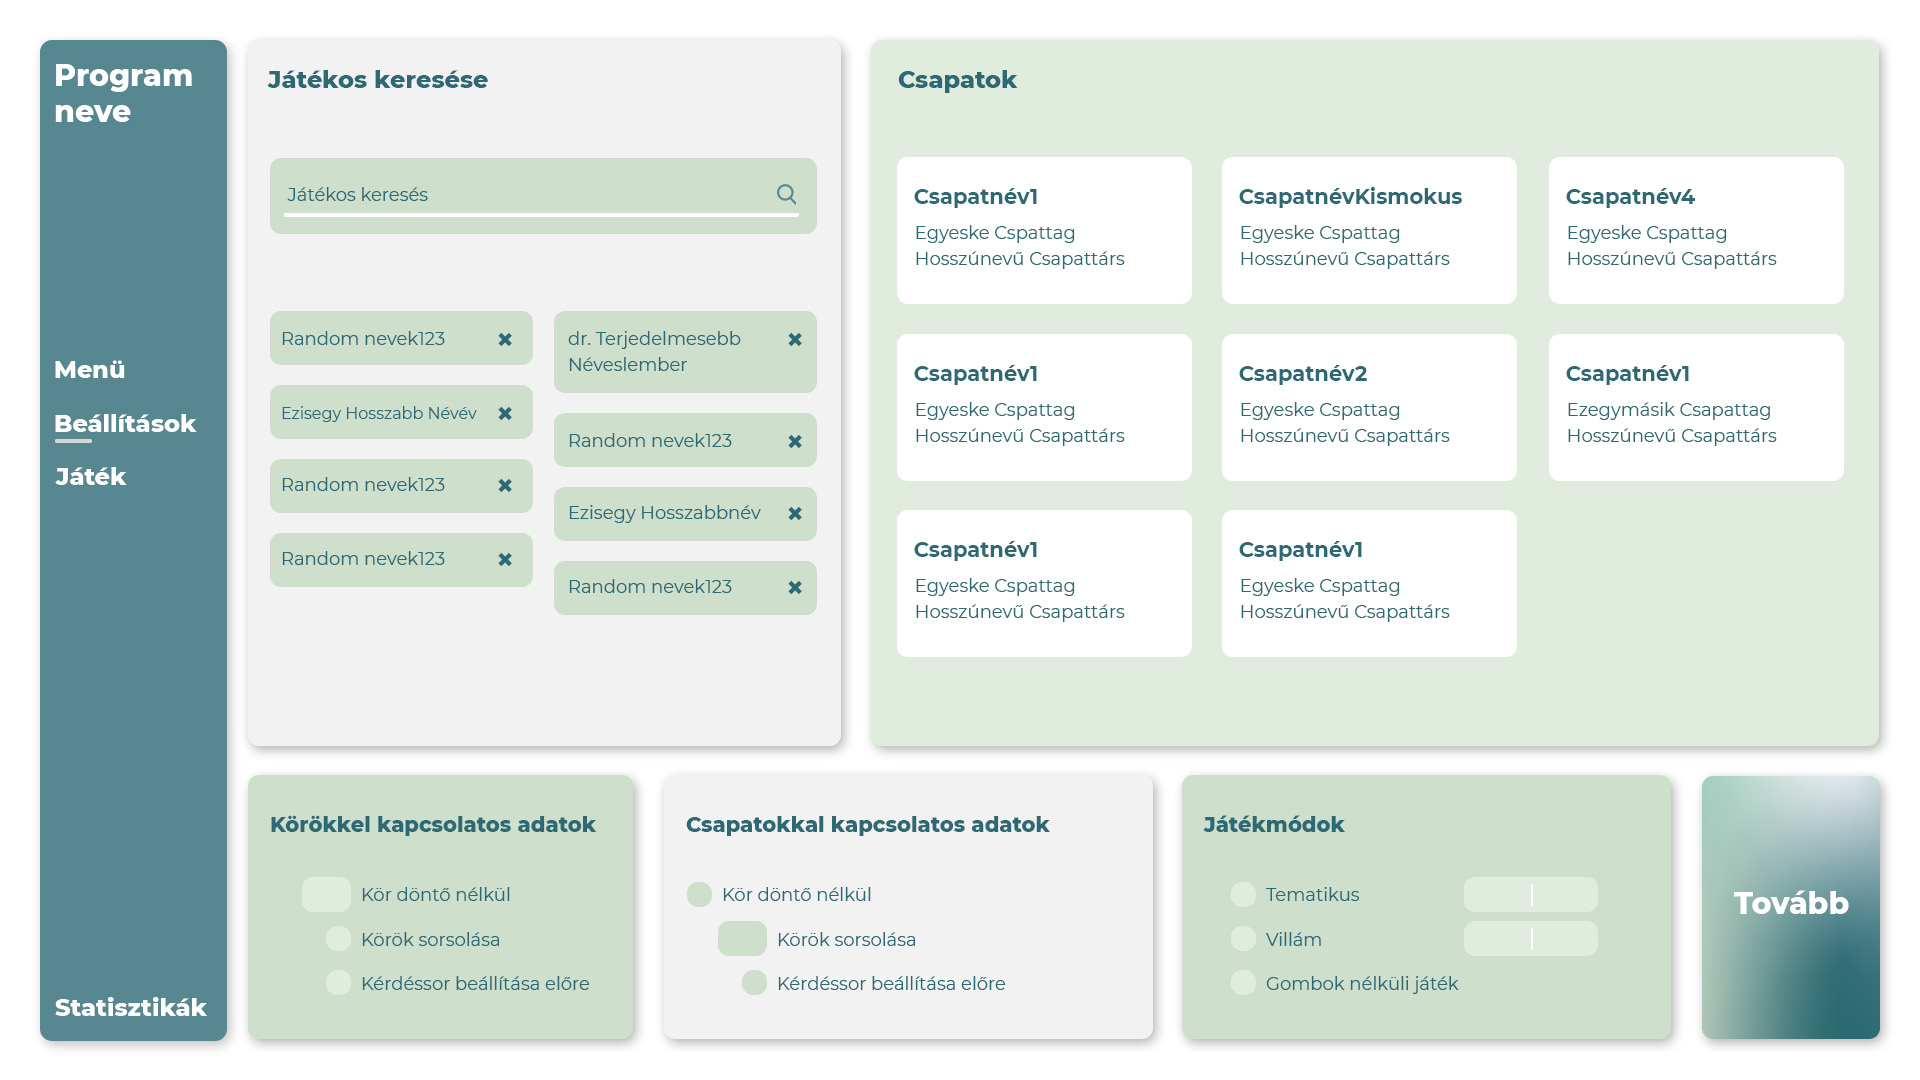 Program
neve
Menü
Beállítások
Játék
Statisztikák
Játékos keresése
Játékos keresés
Random nevek123
Ezisegy Hosszabb Névév
Random nevek123
Random nevek123
dr. Terjedelmesebb
Néveslember
Random nevek123
Ezisegy Hosszabbnév
Random nevek123
Csapatok
Csapatnév1
Egyeske Cspattag
Hosszúnevű Csapattárs
CsapatnévKismokus
Egyeske Cspattag
Hosszúnevű Csapattárs
Csapatnév4
Egyeske Cspattag
Hosszúnevű Csapattárs
Csapatnév1
Egyeske Cspattag
Hosszúnevű Csapattárs
Csapatnév2
Egyeske Cspattag
Hosszúnevű Csapattárs
Csapatnév1
Ezegymásik Csapattag
Hosszúnevű Csapattárs
Csapatnév1
Egyeske Cspattag
Hosszúnevű Csapattárs
Csapatnév1
Egyeske Cspattag
Hosszúnevű Csapattárs
Körökkel kapcsolatos adatok
Kör döntő nélkül
Körök sorsolása
Kérdéssor beállítása előre
Csapatokkal kapcsolatos adatok
Kör döntő nélkül
Körök sorsolása
Kérdéssor beállítása előre
Játékmódok
Tematikus
Villám
Gombok nélküli játék
Tovább